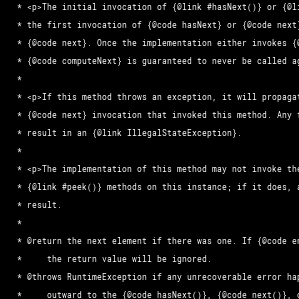 * <p>The initial invocation of {@link #hasNext()} or {@l
* the first invocation of {@code hasNext} or {@code next
* {@code next}. Once the implementation either invokes {@
* {@code computeNext} is guaranteed to never be called ag
*
* <p>If this method throws an exception, it will propagat
* {@code next} invocation that invoked this method. Any f
* result in an {@link IllegalStateException}.
*
* <p>The implementation of this method may not invoke the
* {@link #peek()} methods on this instance; if it does, a
* result.
*
* @return the next element if there was one. If {@code en
* the return value will be ignored.
* @throws RuntimeException if any unrecoverable error hap
* outward to the {@code hasNext()}, {@code next()}, o